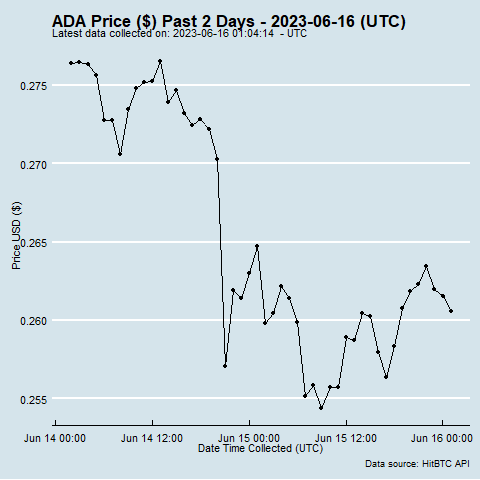 ADA Price ($) Past 2 Days - 2023-06-16 (UTC)
Latest data collected on: 2023-06-16 01:04:14 - UTC
0.275
0.270
0.265
0.260
0.255
Price USD ($)
Jun 14 00:00 Jun 14 12:00 Jun 15 00:00 Jun 15 12:00 Jun 16 00:00
Date Time Collected (UTC)
Data source: HitBTC API